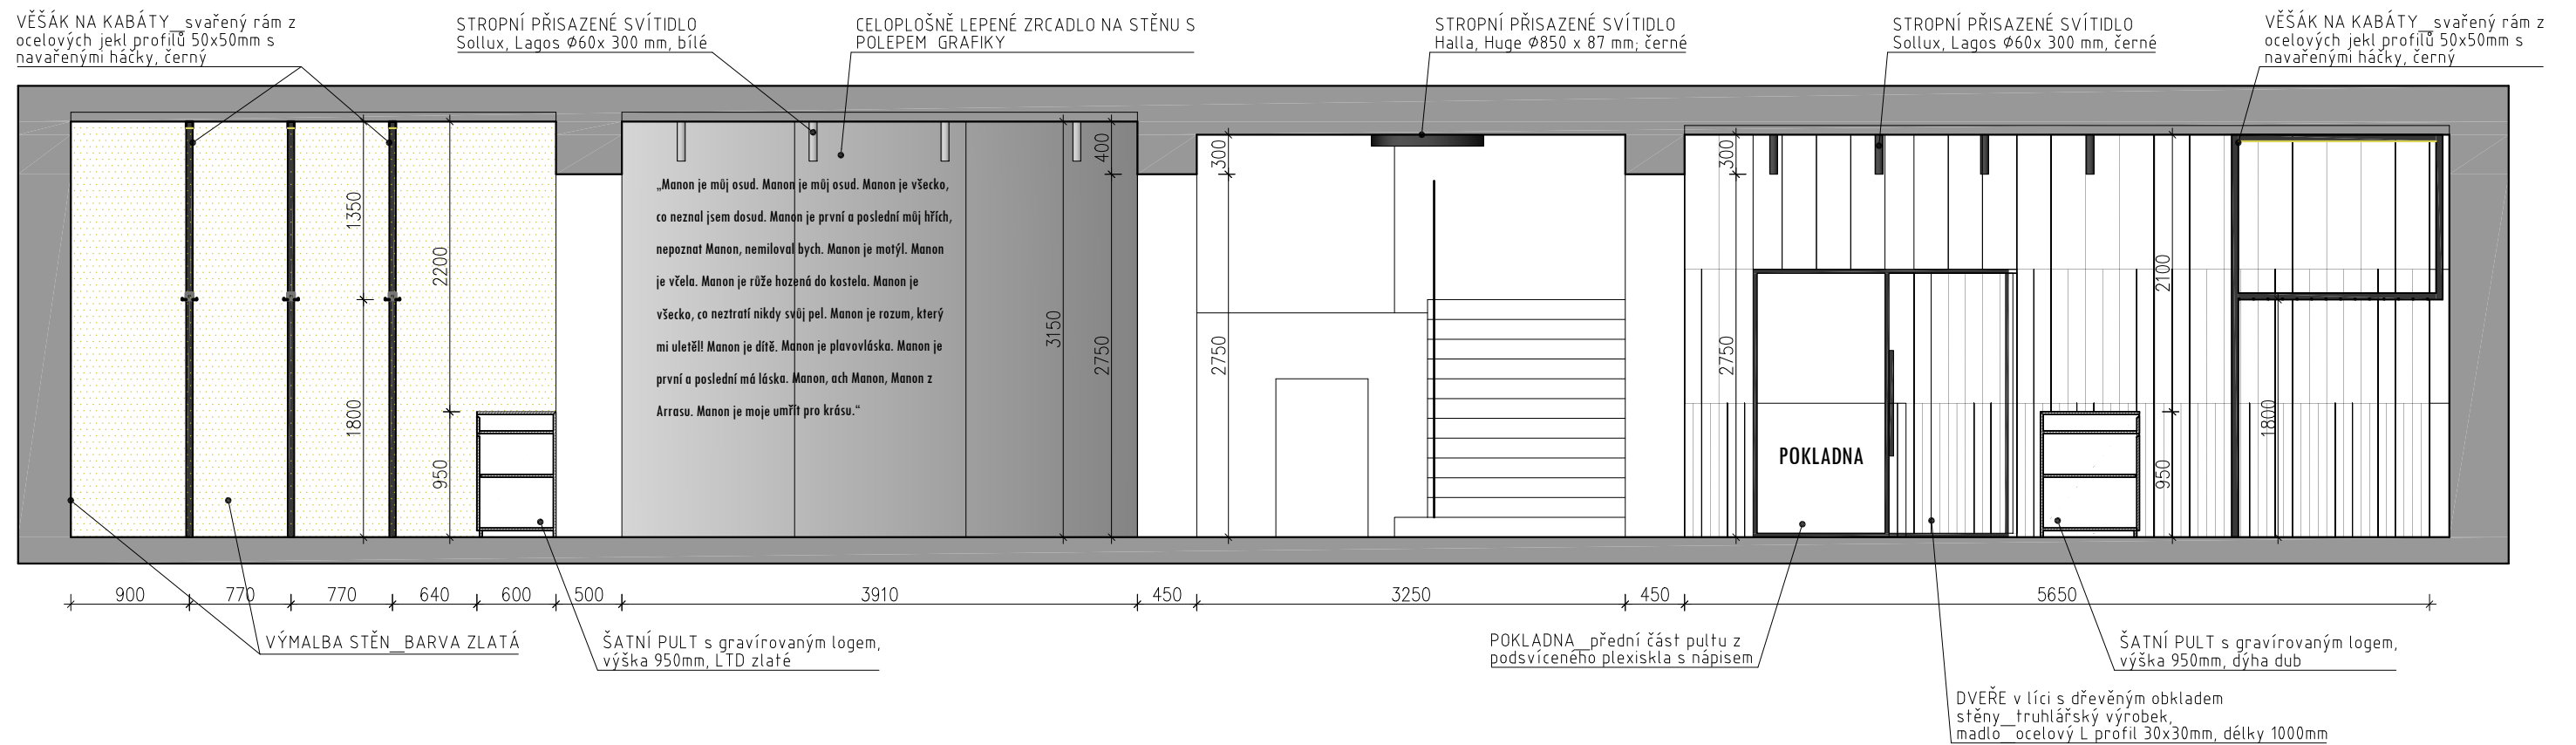 VĚŠÁK NA KABÁTY_svařený rám z
ocelových jekl profilů 50x50mm s
navařenými háčky, černý
STROPNÍ PŘISAZENÉ SVÍTIDLO
Sollux, Lagos Ø60x 300 mm, bílé
CELOPLOŠNĚ LEPENÉ ZRCADLO NA STĚNU S
POLEPEM GRAFIKY
STROPNÍ PŘISAZENÉ SVÍTIDLO
Halla, Huge Ø850 x 87 mm; černé
STROPNÍ PŘISAZENÉ SVÍTIDLO
Sollux, Lagos Ø60x 300 mm, černé
VĚŠÁK NA KABÁTY_svařený rám z
ocelových jekl profilů 50x50mm s
navařenými háčky, černý
1350
1800
2200
950
„Manon je můj osud. Manon je můj osud. Manon je všecko,
co neznal jsem dosud. Manon je první a poslední můj hřích,
nepoznat Manon, nemiloval bych. Manon je motýl. Manon
je včela. Manon je růže hozená do kostela. Manon je
všecko, co neztratí nikdy svůj pel. Manon je rozum, který
mi uletěl! Manon je dítě. Manon je plavovláska. Manon je
první a poslední má láska. Manon, ach Manon, Manon z
Arrasu. Manon je moje umřít pro krásu.“
3150
400
2750
300
2750
300
2750
POKLADNA
2100
950
1800
900
770
770
640
600
500
3910
450
3250
450
5650
VÝMALBA STĚN_BARVA ZLATÁ
ŠATNÍ PULT s gravírovaným logem,
výška 950mm, LTD zlaté
POKLADNA_přední část pultu z
podsvíceného plexiskla s nápisem
ŠATNÍ PULT s gravírovaným logem,
výška 950mm, dýha dub
DVEŘE v líci s dřevěným obkladem
stěny_truhlářský výrobek,
madlo_ocelový L profil 30x30mm, délky 1000mm